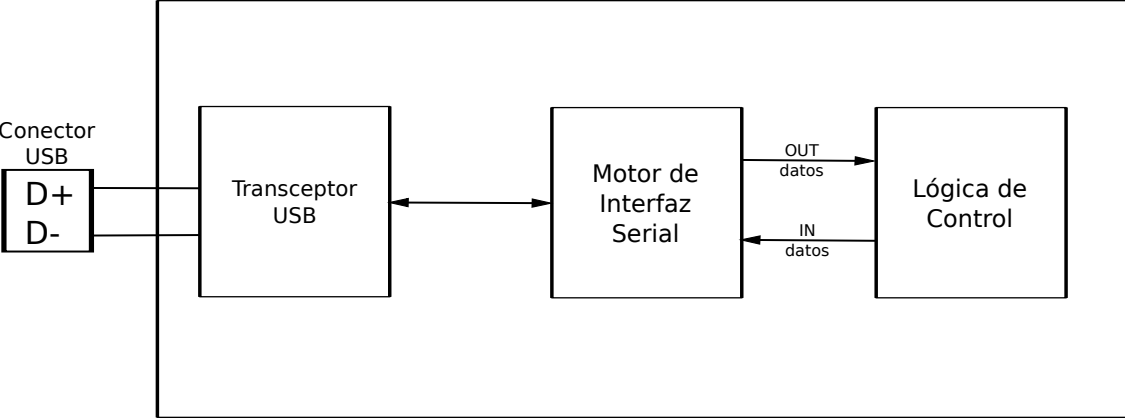 Conector
USB
D+
D-
Transceptor
USB
Motor de
Interfaz
Serial
OUT
datos
IN
datos
Lógica de
Control